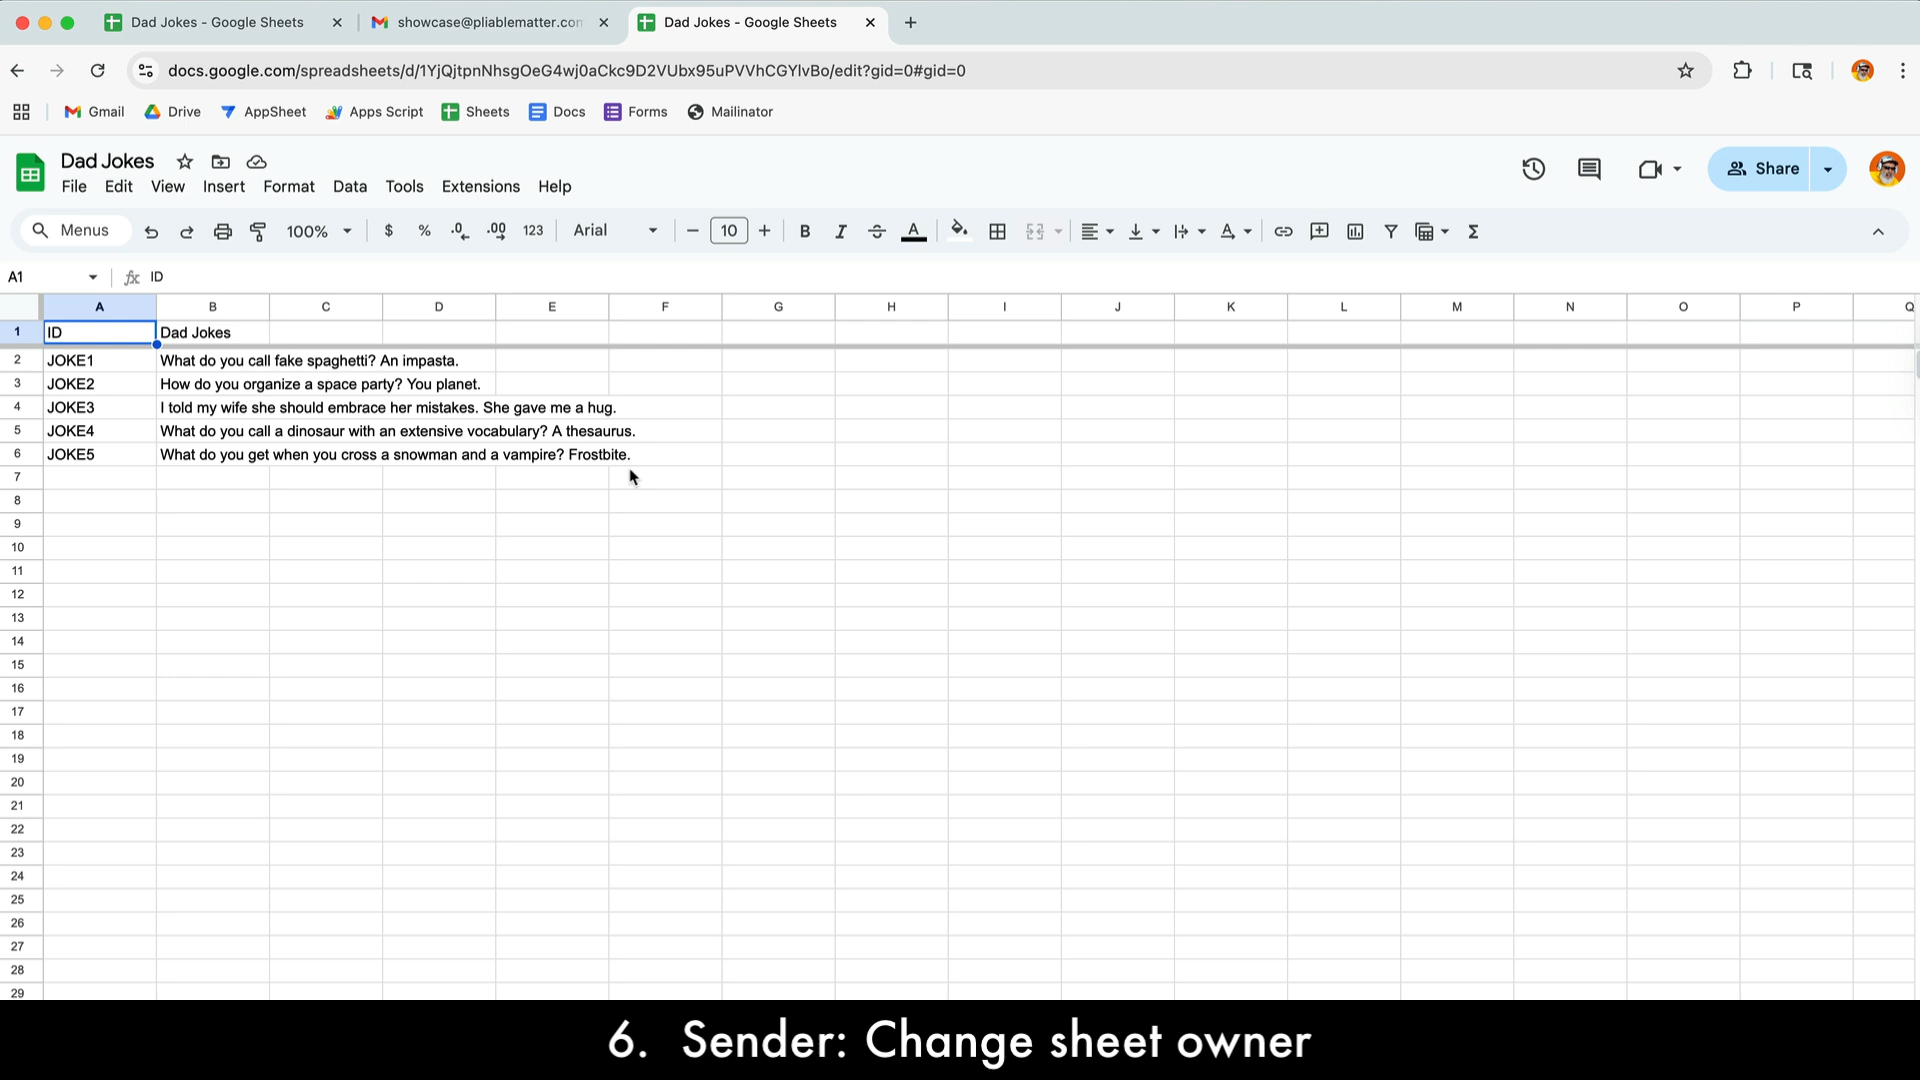 Dad Jokes - Google Sheets
showcase@pliablematter.com
Dad Jokes - Google Sheets
docs.google.com/spreadsheets/d/1YjQjtpnNhsgOeG4wj0aCkc9D2VUbx95uPVVhCGYlvBo/edit?gid=0#gid=0
Gmail Drive AppSheet Apps Script Sheets Docs Forms Mailinator
Dad Jokes
File Edit View Insert Format Data Tools Extensions Help
Share
Menus 100% $ % .0 .00 123 Arial 10 B I A
A1 fx ID
A B C D E F G H I J K L M N O P Q
1 ID Dad Jokes
2 JOKE1 What do you call fake spaghetti? An impasta.
3 JOKE2 How do you organize a space party? You planet.
4 JOKE3 I told my wife she should embrace her mistakes. She gave me a hug.
5 JOKE4 What do you call a dinosaur with an extensive vocabulary? A thesaurus.
6 JOKE5 What do you get when you cross a snowman and a vampire? Frostbite.
7
8
9
10
11
12
13
14
15
16
17
18
19
20
21
22
23
24
25
26
27
28
29
6. Sender: Change sheet owner